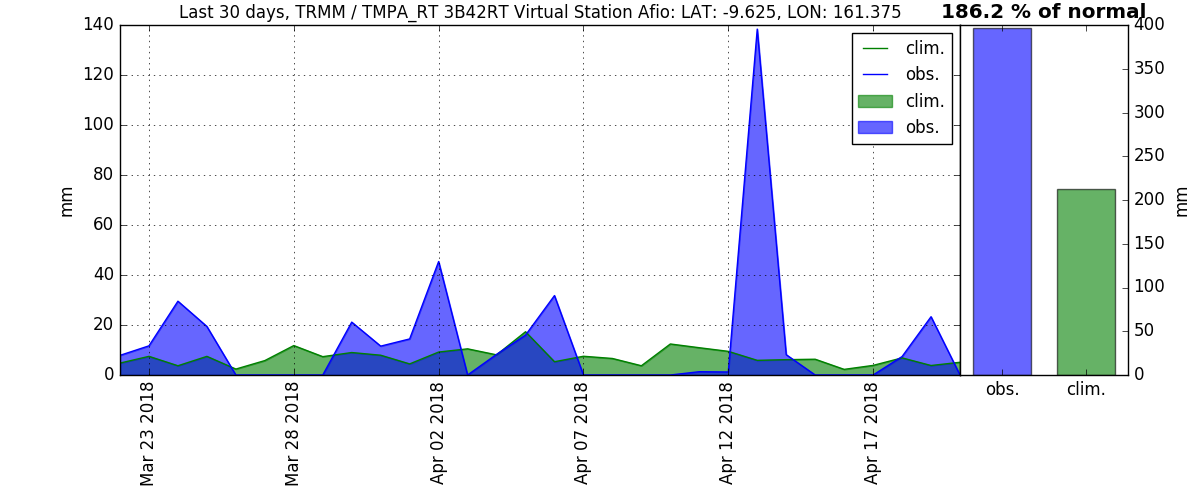 Last 30 days, TRMM / TMPA_RT 3B42RT Virtual Station Afio: LAT: -9.625, LON: 161.375
186.2 % of normal
mm
140
120
100
80
60
40
20
0
clim.
obs.
clim.
obs.
Mar 23 2018
Mar 28 2018
Apr 02 2018
Apr 07 2018
Apr 12 2018
Apr 17 2018
400
350
300
250
200
150
100
50
0
mm
obs.
clim.